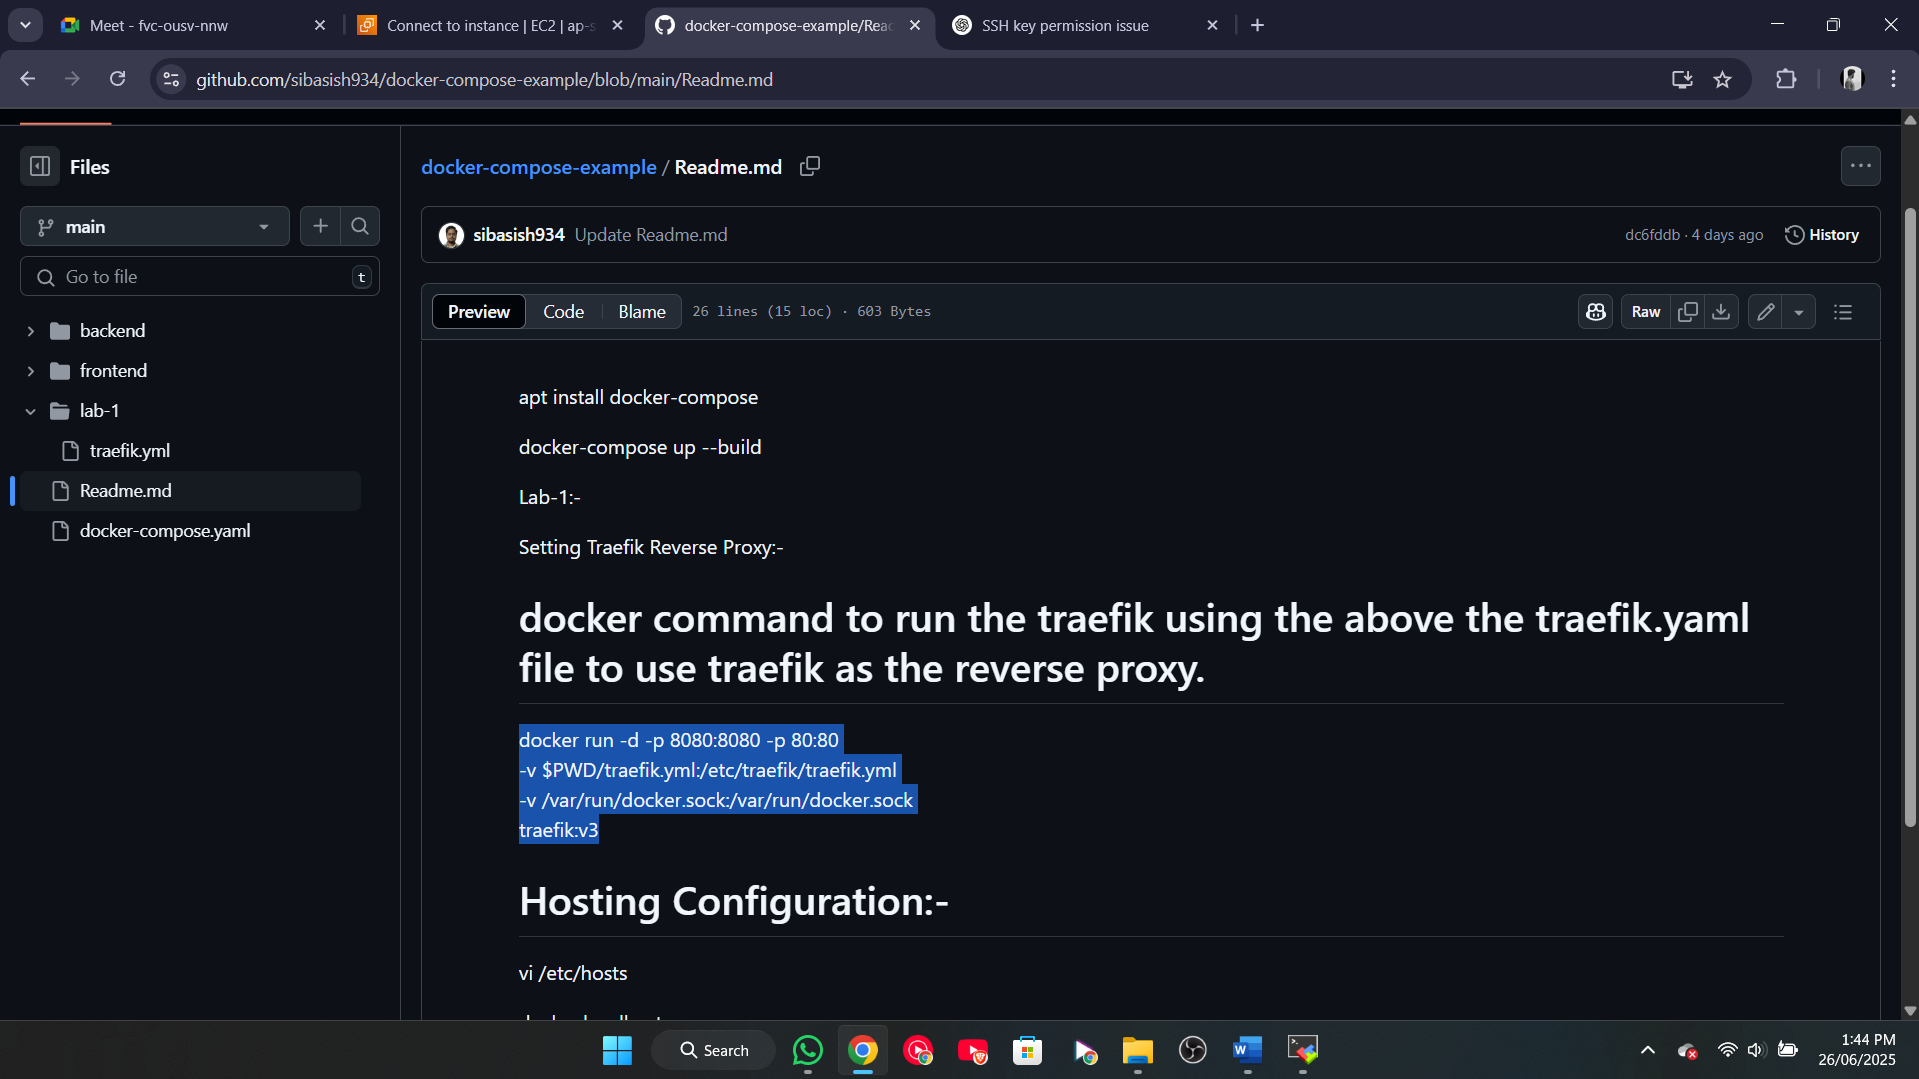 Meet - fvc-ousv-nnw
Connect to instance | EC2 | ap-s
docker-compose-example/Reac
SSH key permission issue
github.com/sibasish934/docker-compose-example/blob/main/Readme.md
Files
main
Go to file
t
backend
frontend
lab-1
traefik.yml
Readme.md
docker-compose.yaml
docker-compose-example / Readme.md
sibasish934 Update Readme.md
dc6fddb · 4 days ago
History
Preview
Code
Blame
26 lines (15 loc) · 603 Bytes
Raw
apt install docker-compose
docker-compose up --build
Lab-1:-
Setting Traefik Reverse Proxy:-
docker command to run the traefik using the above the traefik.yaml
file to use traefik as the reverse proxy.
docker run -d -p 8080:8080 -p 80:80
-v $PWD/traefik.yml:/etc/traefik/traefik.yml
-v /var/run/docker.sock:/var/run/docker.sock
traefik:v3
Hosting Configuration:-
vi /etc/hosts
Search
1:44 PM
26/06/2025